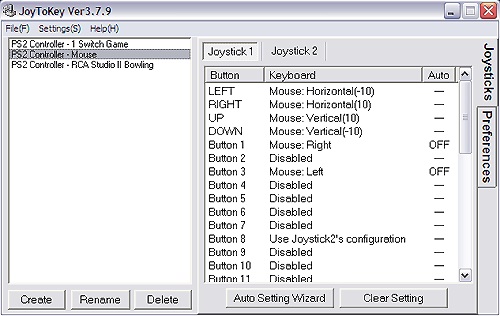 JoyToKey Ver3.7.9
File(F) Settings(S) Help(H)
PS2 Controller - 1 Switch Game
PS2 Controller - Mouse
PS2 Controller - RCA Studio II Bowling
Create Rename Delete
Joystick 1 Joystick 2
Button Keyboard Auto
LEFT Mouse: Horizontal(-10) —
RIGHT Mouse: Horizontal(10) —
UP Mouse: Vertical(10) —
DOWN Mouse: Vertical(-10) —
Button 1 Mouse: Right OFF
Button 2 Disabled —
Button 3 Mouse: Left OFF
Button 4 Disabled —
Button 5 Disabled —
Button 6 Disabled —
Button 7 Disabled —
Button 8 Use Joystick2's configuration —
Button 9 Disabled —
Button 10 Disabled —
Button 11 Disabled —
Auto Setting Wizard Clear Setting
Joysticks
Preferences